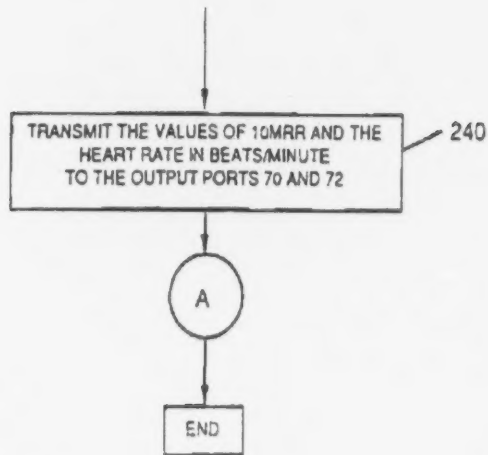 TRANSMIT THE VALUES OF 10MRR AND THE
HEART RATE IN BEATS/MINUTE
TO THE OUTPUT PORTS 70 AND 72
240
A
END